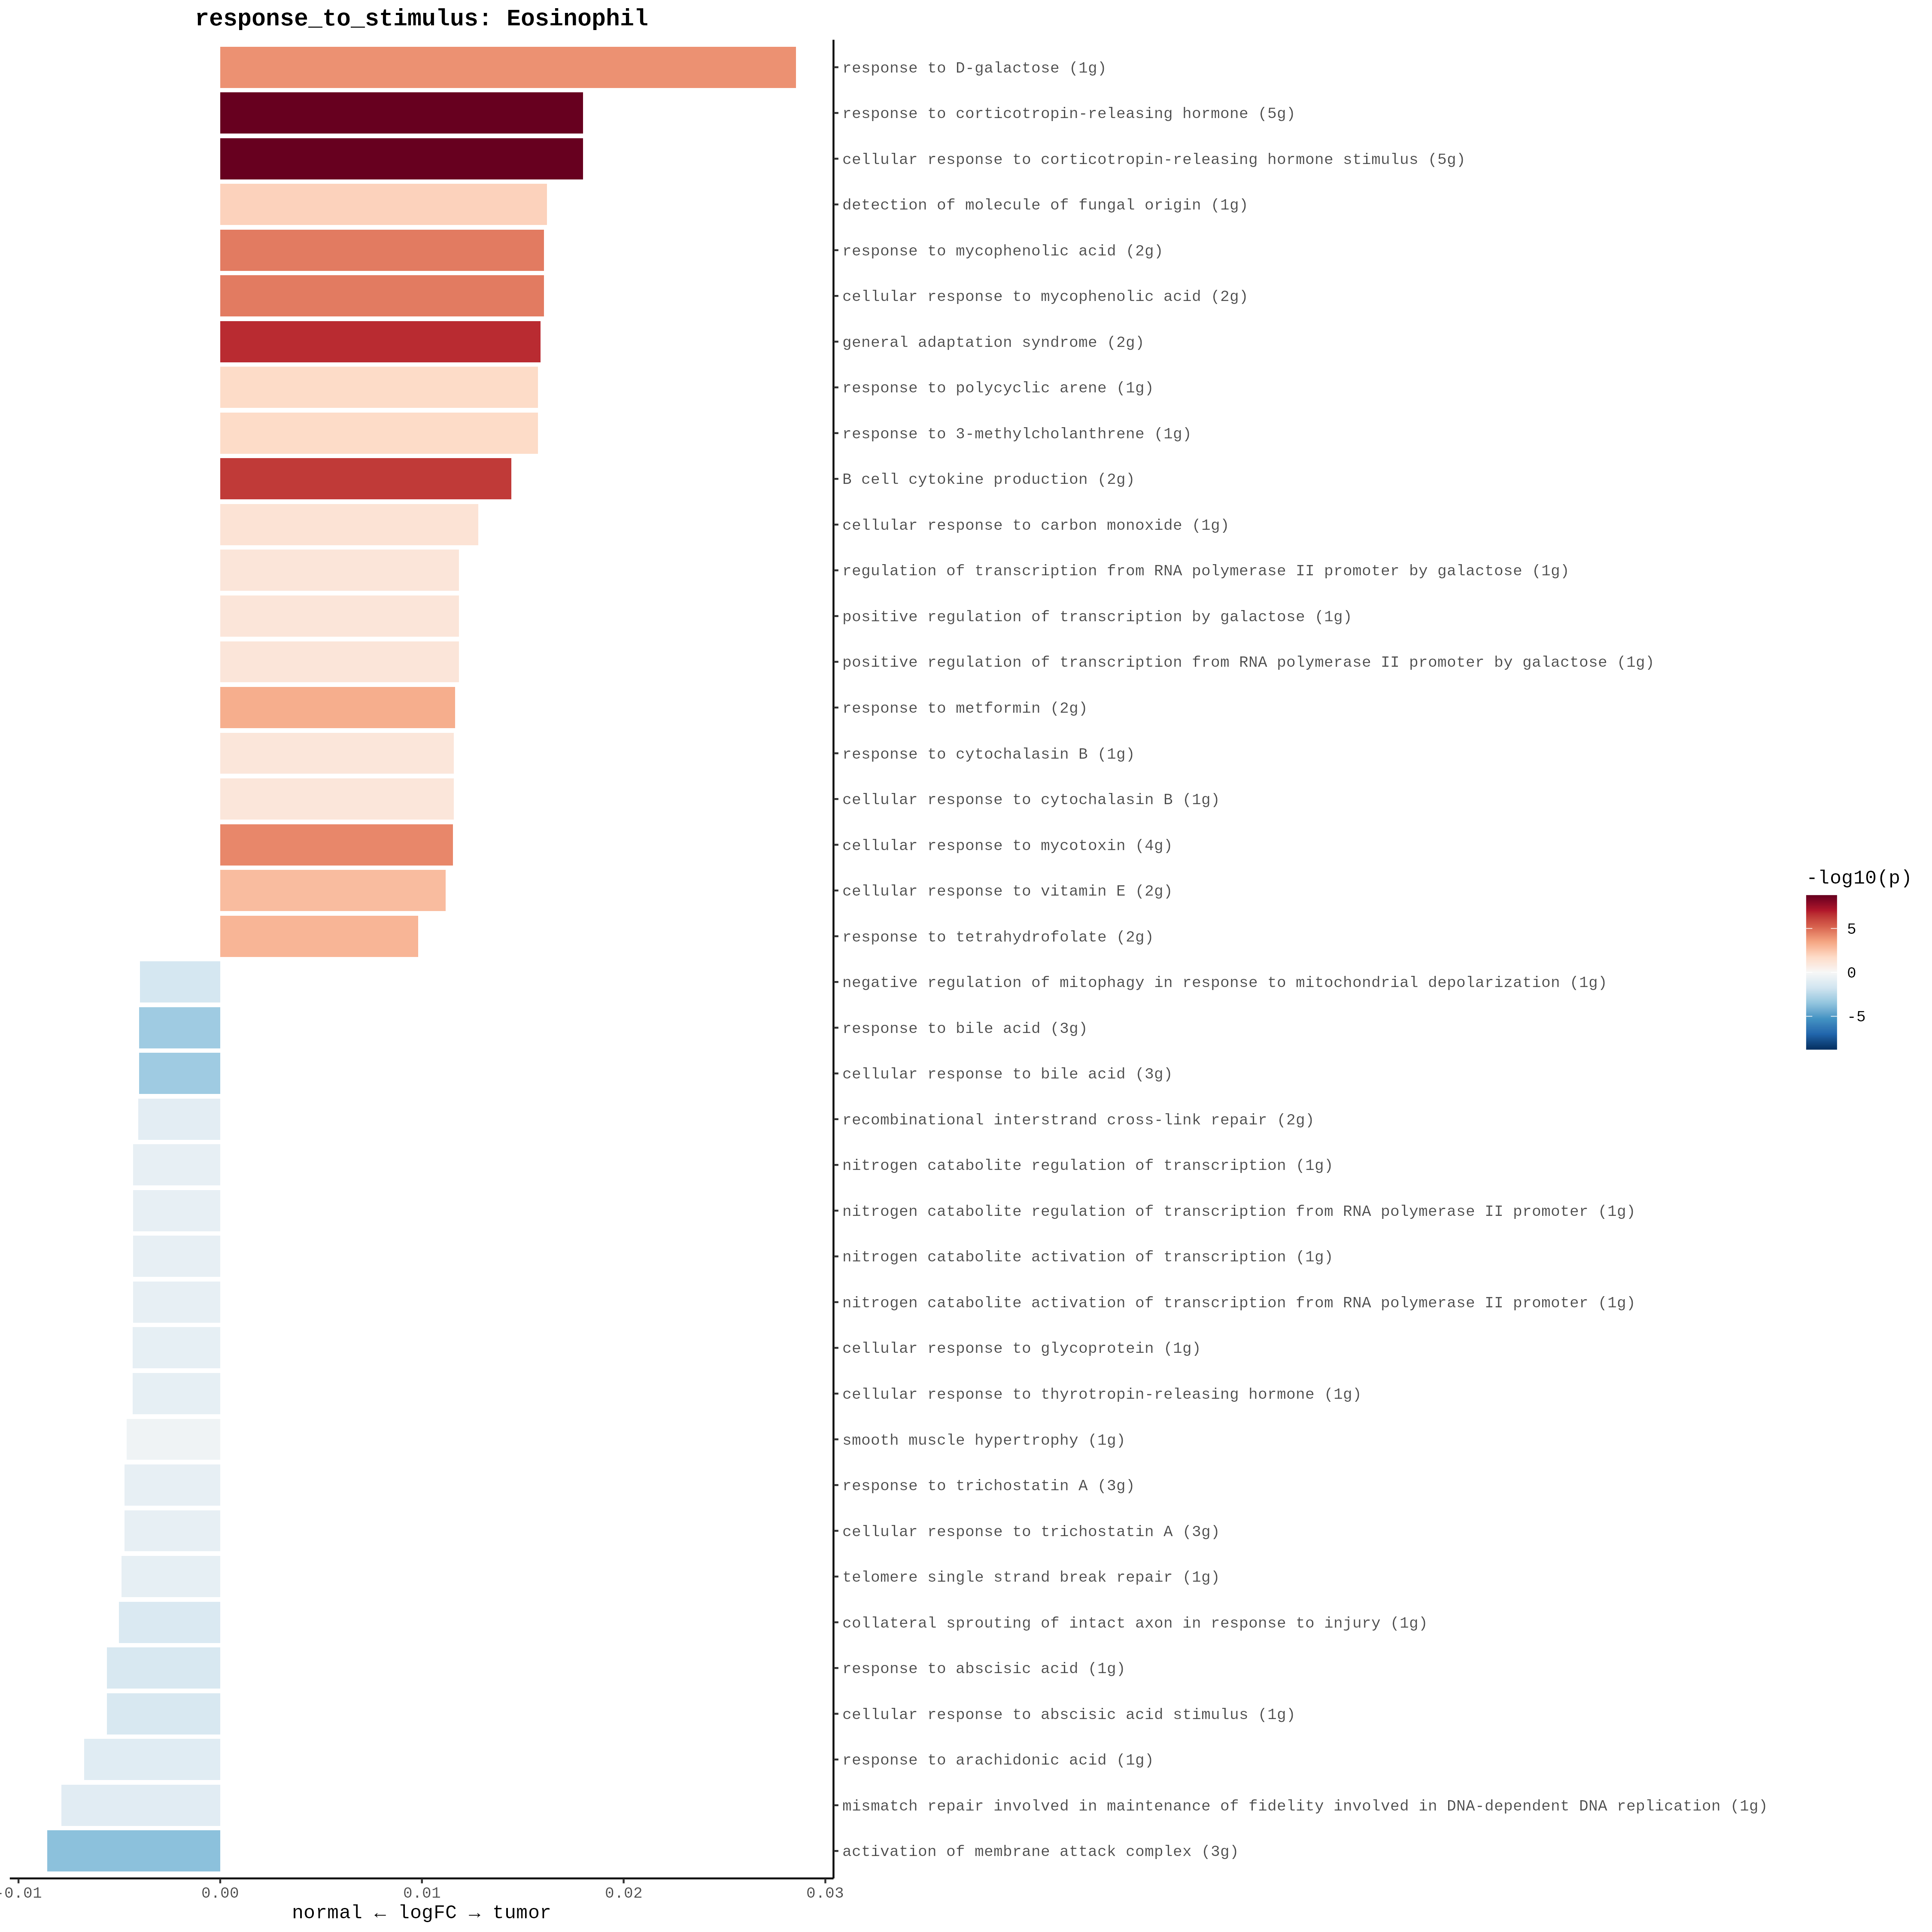 response_to_stimulus: Eosinophil
response to D-galactose (1g)
response to corticotropin-releasing hormone (5g)
cellular response to corticotropin-releasing hormone stimulus (5g)
detection of molecule of fungal origin (1g)
response to mycophenolic acid (2g)
cellular response to mycophenolic acid (2g)
general adaptation syndrome (2g)
response to polycyclic arene (1g)
response to 3-methylcholanthrene (1g)
B cell cytokine production (2g)
cellular response to carbon monoxide (1g)
regulation of transcription from RNA polymerase II promoter by galactose (1g)
positive regulation of transcription by galactose (1g)
positive regulation of transcription from RNA polymerase II promoter by galactose (1g)
response to metformin (2g)
response to cytochalasin B (1g)
cellular response to cytochalasin B (1g)
cellular response to mycotoxin (4g)
cellular response to vitamin E (2g)
response to tetrahydrofolate (2g)
negative regulation of mitophagy in response to mitochondrial depolarization (1g)
response to bile acid (3g)
cellular response to bile acid (3g)
recombinational interstrand cross-link repair (2g)
nitrogen catabolite regulation of transcription (1g)
nitrogen catabolite regulation of transcription from RNA polymerase II promoter (1g)
nitrogen catabolite activation of transcription (1g)
nitrogen catabolite activation of transcription from RNA polymerase II promoter (1g)
cellular response to glycoprotein (1g)
cellular response to thyrotropin-releasing hormone (1g)
smooth muscle hypertrophy (1g)
response to trichostatin A (3g)
cellular response to trichostatin A (3g)
telomere single strand break repair (1g)
collateral sprouting of intact axon in response to injury (1g)
response to abscisic acid (1g)
cellular response to abscisic acid stimulus (1g)
response to arachidonic acid (1g)
mismatch repair involved in maintenance of fidelity involved in DNA-dependent DNA replication (1g)
activation of membrane attack complex (3g)
-0.01 0.00 0.01 0.02 0.03
normal ← logFC → tumor
-log10(p)
5
0
-5